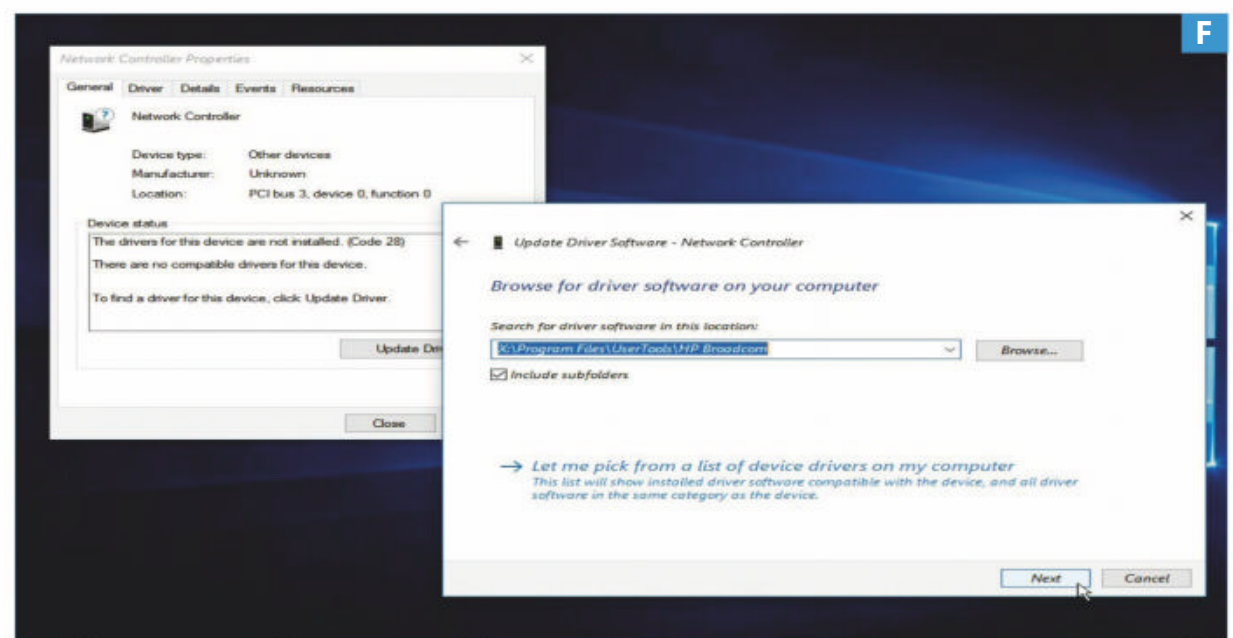 F
Network Controller Properties
General Driver Details Events Resources
Network Controller
Device type: Other devices
Manufacturer: Unknown
Location: PCI bus 3, device 0, function 0
Device status
The drivers for this device are not installed. (Code 28)
There are no compatible drivers for this device.
To find a driver for this device, click Update Driver.
Update Dri
Close
Update Driver Software - Network Controller
Browse for driver software on your computer
Search for driver software in this location:
X:\Program Files\UserTools\HP Broadcom
Browse...
Include subfolders
Let me pick from a list of device drivers on my computer
This list will show installed driver software compatible with the device, and all driver
software in the same category as the device.
Next Cancel